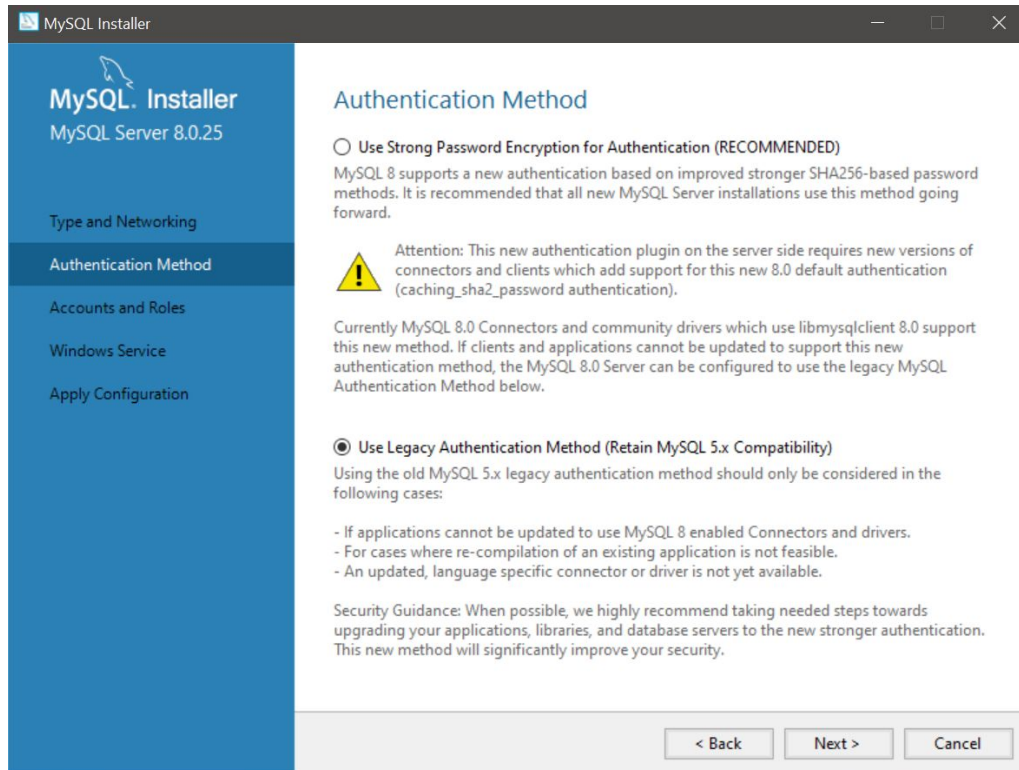 MySQL Installer
MySQL. Installer
MySQL Server 8.0.25
Type and Networking
Authentication Method
Accounts and Roles
Windows Service
Apply Configuration
Authentication Method
Use Strong Password Encryption for Authentication (RECOMMENDED)
MySQL 8 supports a new authentication based on improved stronger SHA256-based password
methods. It is recommended that all new MySQL Server installations use this method going
forward.
Attention: This new authentication plugin on the server side requires new versions of
connectors and clients which add support for this new 8.0 default authentication
(caching_sha2_password authentication).
Currently MySQL 8.0 Connectors and community drivers which use libmysqlclient 8.0 support
this new method. If clients and applications cannot be updated to support this new
authentication method, the MySQL 8.0 Server can be configured to use the legacy MySQL
Authentication Method below.
Use Legacy Authentication Method (Retain MySQL 5.x Compatibility)
Using the old MySQL 5.x legacy authentication method should only be considered in the
following cases:
- If applications cannot be updated to use MySQL 8 enabled Connectors and drivers.
- For cases where re-compilation of an existing application is not feasible.
- An updated, language specific connector or driver is not yet available.
Security Guidance: When possible, we highly recommend taking needed steps towards
upgrading your applications, libraries, and database servers to the new stronger authentication.
This new method will significantly improve your security.
< Back
Next >
Cancel